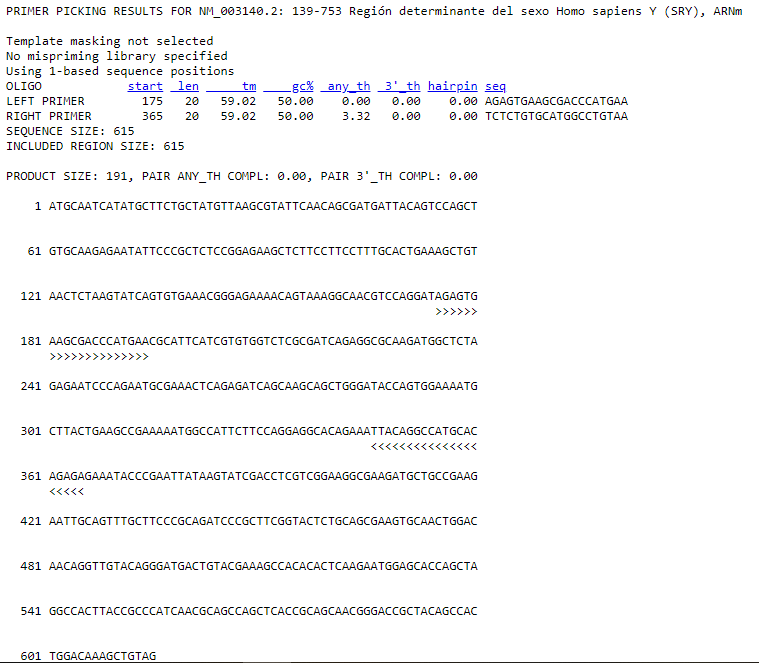 PRIMER PICKING RESULTS FOR NM_003140.2: 139-753 Región determinante del sexo Homo sapiens Y (SRY), ARNm
Template masking not selected
No mispriming library specified
Using 1-based sequence positions
OLIGO start len tm gc% any_th 3'_th hairpin seq
LEFT PRIMER 175 20 59.02 50.00 0.00 0.00 0.00 AGAGTGAAGCGACCCATGAA
RIGHT PRIMER 365 20 59.02 50.00 3.32 0.00 0.00 TCTCTGTGCATGGCCTGTAA
SEQUENCE SIZE: 615
INCLUDED REGION SIZE: 615
PRODUCT SIZE: 191, PAIR ANY_TH COMPL: 0.00, PAIR 3'_TH COMPL: 0.00
1 ATGCAATCATATGCTTCTGCTATGTTAAGCGTATTCAACAGCGATGATTACAGTCCAGCT
61 GTGCAAGAGAATATTCCCGCTCTCCGGAGAAGCTCTTCCTTCCTTTGCACTGAAAGCTGT
121 AACTCTAAGTATCAGTGTGAAACGGGAGAAAACAGTAAAGGCAACGTCCAGGATAGAGTG
>>>>>>
181 AAGCGACCCATGAACGCATTCATCGTGTGGTCTCGCGATCAGAGGCGCAAGATGGCTCTA
>>>>>>>>>>>>>>
241 GAGAATCCCAGAATGCGAAACTCAGAGATCAGCAAGCAGCTGGGATACCAGTGGAAAATG
301 CTTACTGAAGCCGAAAAATGGCCATTCTTCCAGGAGGCACAGAAATTACAGGCCATGCAC
<<<<<<<<<<<<<<<
361 AGAGAGAAATACCCGAATTATAAGTATCGACCTCGTCGGAAGGCGAAGATGCTGCCGAAG
<<<<<
421 AATTGCAGTTTGCTTCCCGCAGATCCCGCTTCGGTACTCTGCAGCGAAGTGCAACTGGAC
481 AACAGGTTGTACAGGGATGACTGTACGAAAGCCACACACTCAAGAATGGAGCACCAGCTA
541 GGCCACTTACCGCCCATCAACGCAGCCAGCTCACCGCAGCAACGGGACCGCTACAGCCAC
601 TGGACAAAGCTGTAG